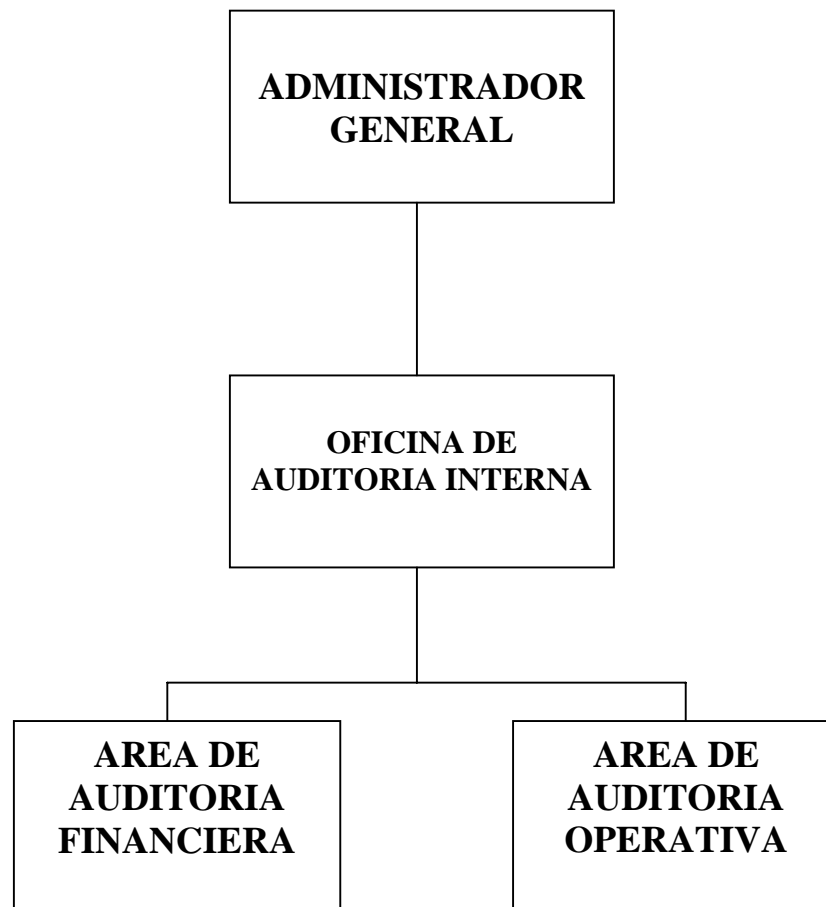 ADMINISTRADOR
GENERAL
OFICINA DE
AUDITORIA INTERNA
AREA DE
AUDITORIA
FINANCIERA
AREA DE
AUDITORIA
OPERATIVA